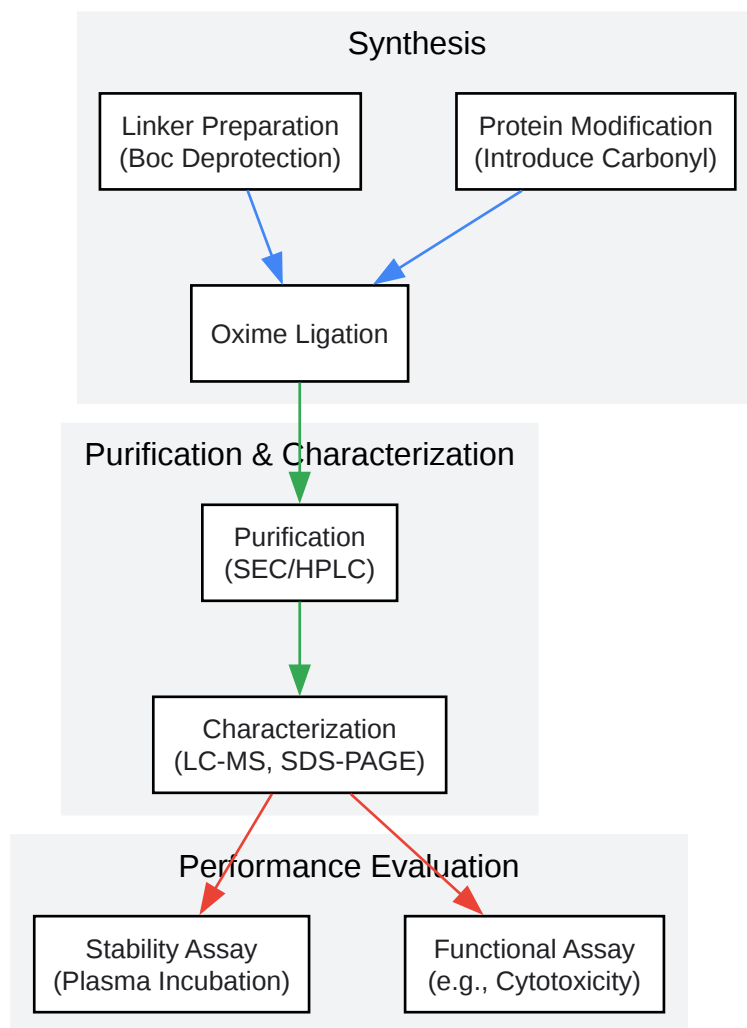 Synthesis
Linker Preparation
(Boc Deprotection)
Protein Modification
(Introduce Carbonyl)
Oxime Ligation
Purification & Characterization
Purification
(SEC/HPLC)
Characterization
(LC-MS, SDS-PAGE)
Performance Evaluation
Stability Assay
(Plasma Incubation)
Functional Assay
(e.g., Cytotoxicity)